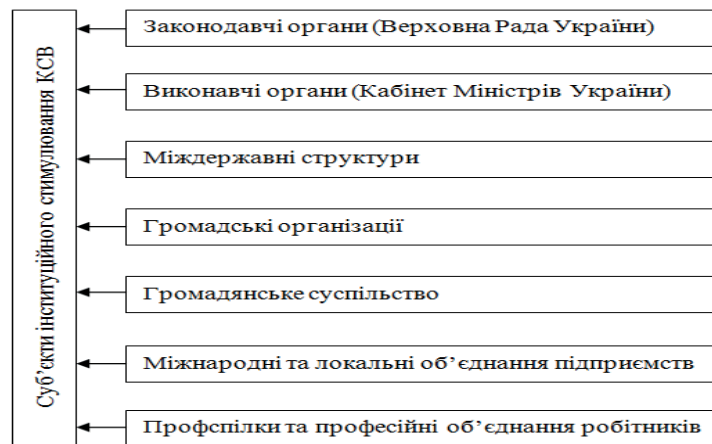 Суб’єкти інституційного стимулювання КСВ
Законодавчі органи (Верховна Рада України)
Виконавчі органи (Кабінет Міністрів України)
Міждержавні структури
Громадські організації
Громадянське суспільство
Міжнародні та локальні об’єднання підприємств
Профспілки та професійні об’єднання робітників